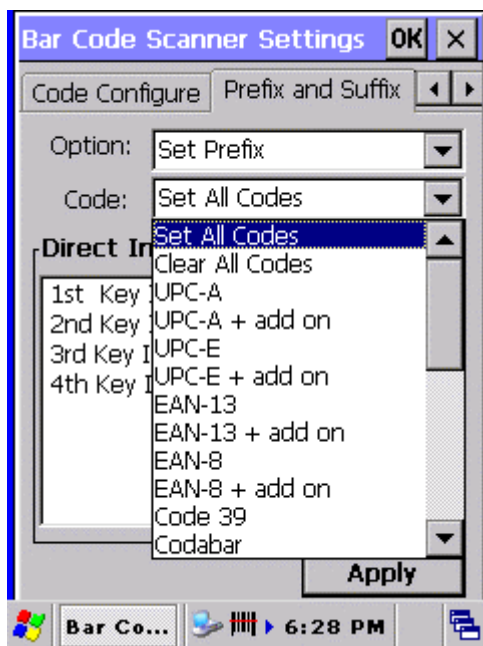 Bar Code Scanner Settings OK
Code Configure Prefix and Suffix
Option: Set Prefix
Code: Set All Codes
Set All Codes
Clear All Codes
UPC-A
UPC-A + add on
UPC-E
UPC-E + add on
EAN-13
EAN-13 + add on
EAN-8
EAN-8 + add on
Code 39
Codabar
Direct In
1st Key I
2nd Key I
3rd Key I
4th Key I
Apply
Bar Co... 6:28 PM